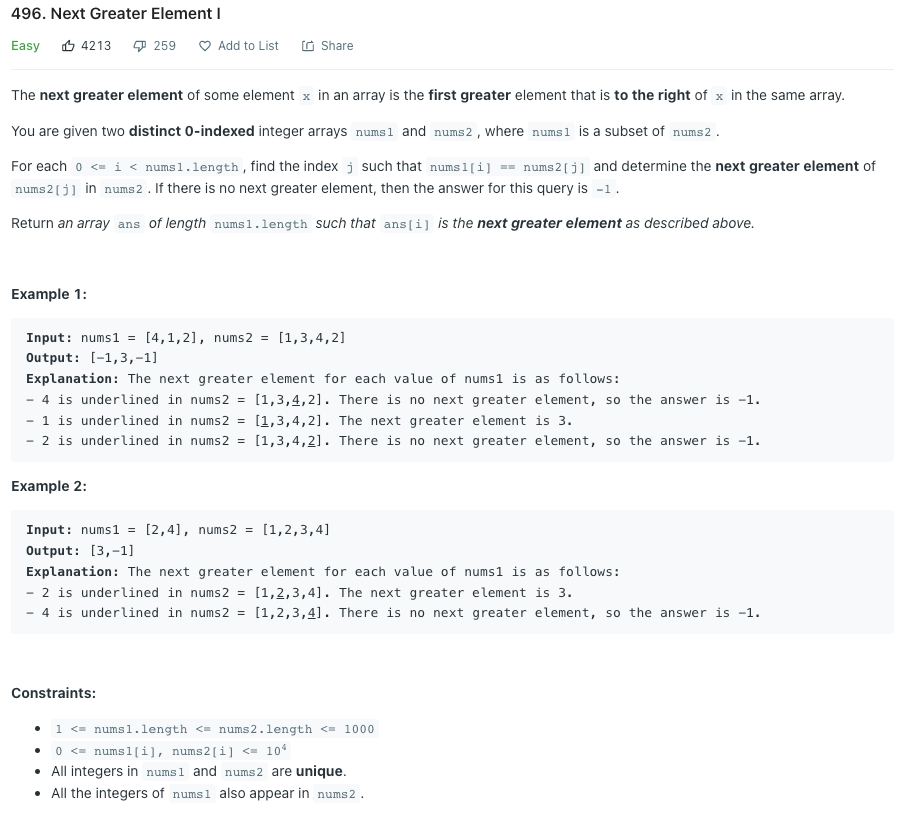 496. Next Greater Element I
Easy 4213 259 Add to List Share
The next greater element of some element x in an array is the first greater element that is to the right of x in the same array.
You are given two distinct 0-indexed integer arrays nums1 and nums2, where nums1 is a subset of nums2.
For each 0 <= i < nums1.length, find the index j such that nums1[i] == nums2[j] and determine the next greater element of
nums2[j] in nums2. If there is no next greater element, then the answer for this query is -1.
Return an array ans of length nums1.length such that ans[i] is the next greater element as described above.
Example 1:
Input: nums1 = [4,1,2], nums2 = [1,3,4,2]
Output: [-1,3,-1]
Explanation: The next greater element for each value of nums1 is as follows:
- 4 is underlined in nums2 = [1,3,4,2]. There is no next greater element, so the answer is -1.
- 1 is underlined in nums2 = [1,3,4,2]. The next greater element is 3.
- 2 is underlined in nums2 = [1,3,4,2]. There is no next greater element, so the answer is -1.
Example 2:
Input: nums1 = [2,4], nums2 = [1,2,3,4]
Output: [3,-1]
Explanation: The next greater element for each value of nums1 is as follows:
- 2 is underlined in nums2 = [1,2,3,4]. The next greater element is 3.
- 4 is underlined in nums2 = [1,2,3,4]. There is no next greater element, so the answer is -1.
Constraints:
• 1 <= nums1.length <= nums2.length <= 1000
• 0 <= nums1[i], nums2[i] <= 10⁴
• All integers in nums1 and nums2 are unique.
• All the integers of nums1 also appear in nums2.